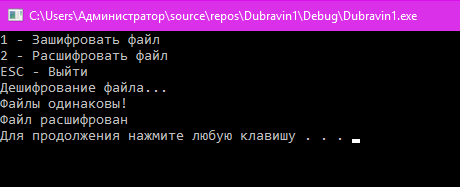 C:\Users\Администратор\source\repos\Dubravin1\Debug\Dubravin1.exe
1 - Зашифровать файл
2 - Расшифровать файл
ESC - Выйти
Дешифрование файла...
Файлы одинаковы!
Файл расшифрован
Для продолжения нажмите любую клавишу . . .